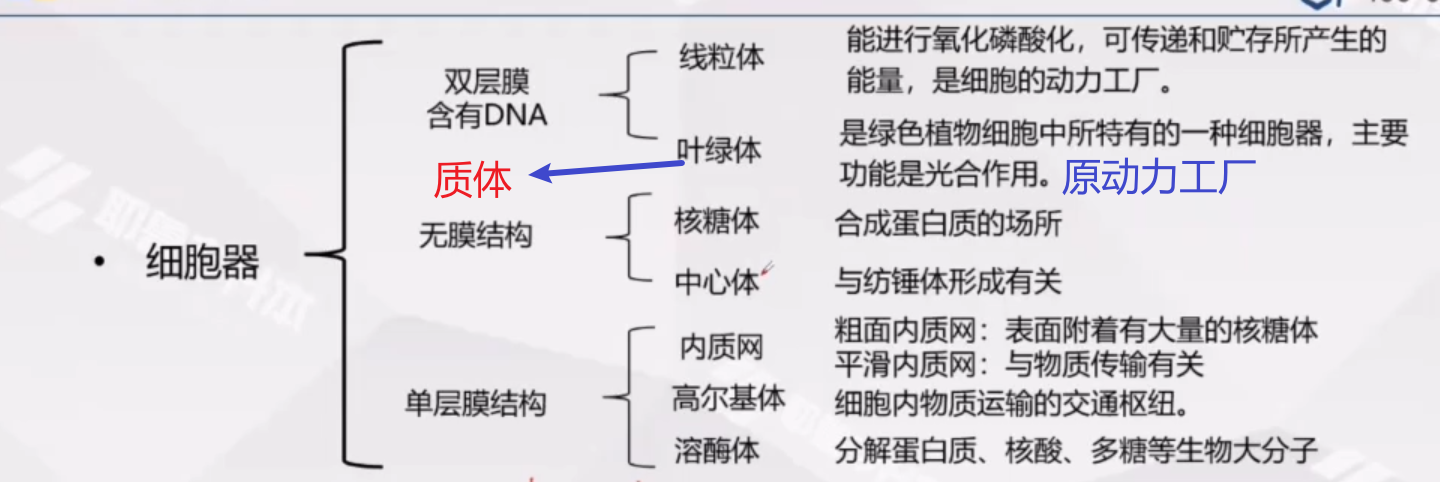 能进行氧化磷酸化，可传递和贮存所产生的
线粒体
能量，是细胞的动力工厂。
双层膜
含有DNA
是绿色植物细胞中所特有的一种细胞器，主要
叶绿体
功能是光合作用。原动力工厂
质体
核糖体 合成蛋白质的场所
无膜结构
• 细胞器
中心体 与纺锤体形成有关
粗面内质网：表面附着有大量的核糖体
内质网
平滑内质网：与物质传输有关
单层膜结构
高尔基体 细胞内物质运输的交通枢纽。
溶酶体 分解蛋白质、核酸、多糖等生物大分子